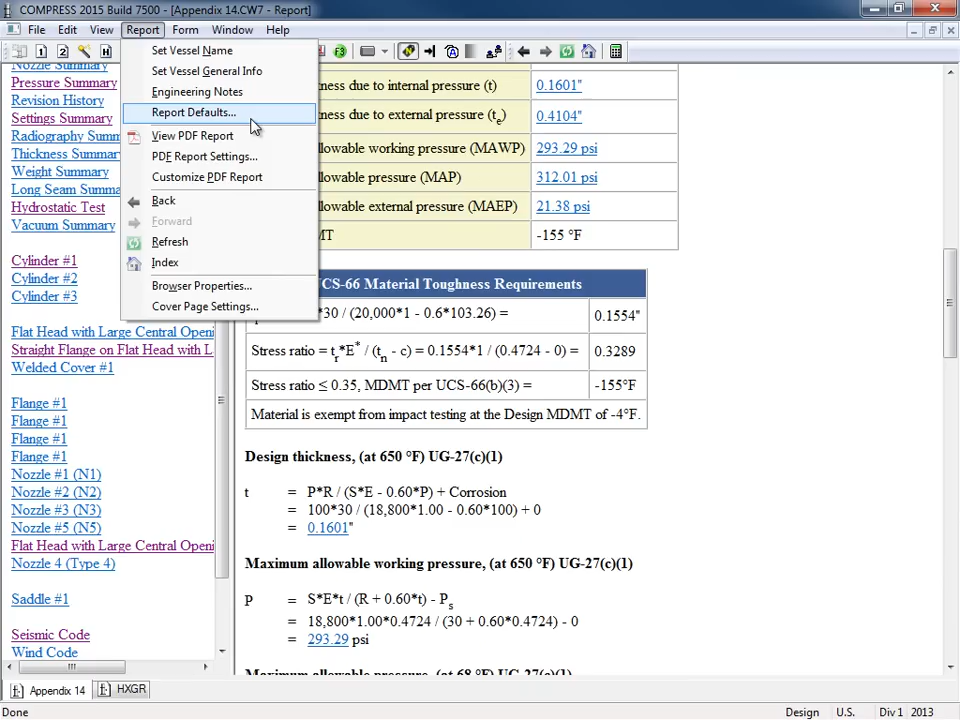 COMPRESS 2015 Build 7500 - [Appendix 14.CW7 - Report]
File Edit View Report Form Window Help
Set Vessel Name
Set Vessel General Info
Engineering Notes
Report Defaults...
View PDF Report
PDF Report Settings...
Customize PDF Report
Back
Forward
Refresh
Index
Browser Properties...
Cover Page Settings...
Nozzle Summary
Pressure Summary
Revision History
Settings Summary
Radiography Summ
Thickness Summar
Weight Summary
Long Seam Summa
Hydrostatic Test
Vacuum Summary
Cylinder #1
Cylinder #2
Cylinder #3
Flat Head with Large Central Openi
Straight Flange on Flat Head with L
Welded Cover #1
Flange #1
Flange #1
Flange #1
Flange #1
Nozzle #1 (N1)
Nozzle #2 (N2)
Nozzle #3 (N3)
Nozzle #5 (N5)
Flat Head with Large Central Openi
Nozzle 4 (Type 4)
Saddle #1
Seismic Code
Wind Code
ness due to internal pressure (t) 0.1601"
ness due to external pressure (te) 0.4104"
llowable working pressure (MAWP) 293.29 psi
llowable pressure (MAP) 312.01 psi
llowable external pressure (MAEP) 21.38 psi
MT -155 °F
UCS-66 Material Toughness Requirements
30 / (20,000*1 - 0.6*103.26) = 0.1554"
Stress ratio = tr*E* / (tn - c) = 0.1554*1 / (0.4724 - 0) = 0.3289
Stress ratio ≤ 0.35, MDMT per UCS-66(b)(3) = -155°F
Material is exempt from impact testing at the Design MDMT of -4°F.
Design thickness, (at 650 °F) UG-27(c)(1)
t = P*R / (S*E - 0.60*P) + Corrosion
= 100*30 / (18,800*1.00 - 0.60*100) + 0
= 0.1601"
Maximum allowable working pressure, (at 650 °F) UG-27(c)(1)
P = S*E*t / (R + 0.60*t) - Ps
= 18,800*1.00*0.4724 / (30 + 0.60*0.4724) - 0
= 293.29 psi
Maximum allowable pressure, (at 68 °F) UG-27(c)(1)
Appendix 14 HXGR
Done Design U.S. Div 1 2013